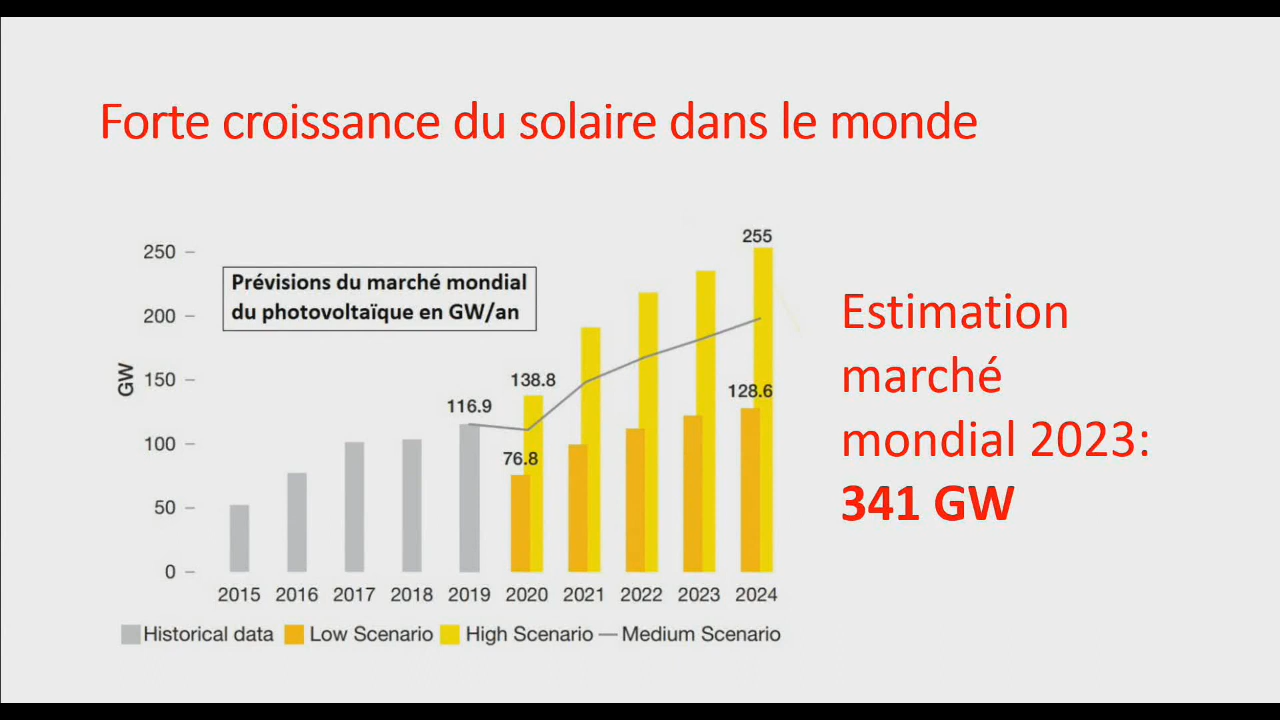 Forte croissance du solaire dans le monde
Prévisions du marché mondial
du photovoltaïque en GW/an
GW
250
200
150
100
50
0
116.9
138.8
76.8
255
128.6
2015 2016 2017 2018 2019 2020 2021 2022 2023 2024
Historical data Low Scenario High Scenario Medium Scenario
Estimation
marché
mondial 2023:
341 GW